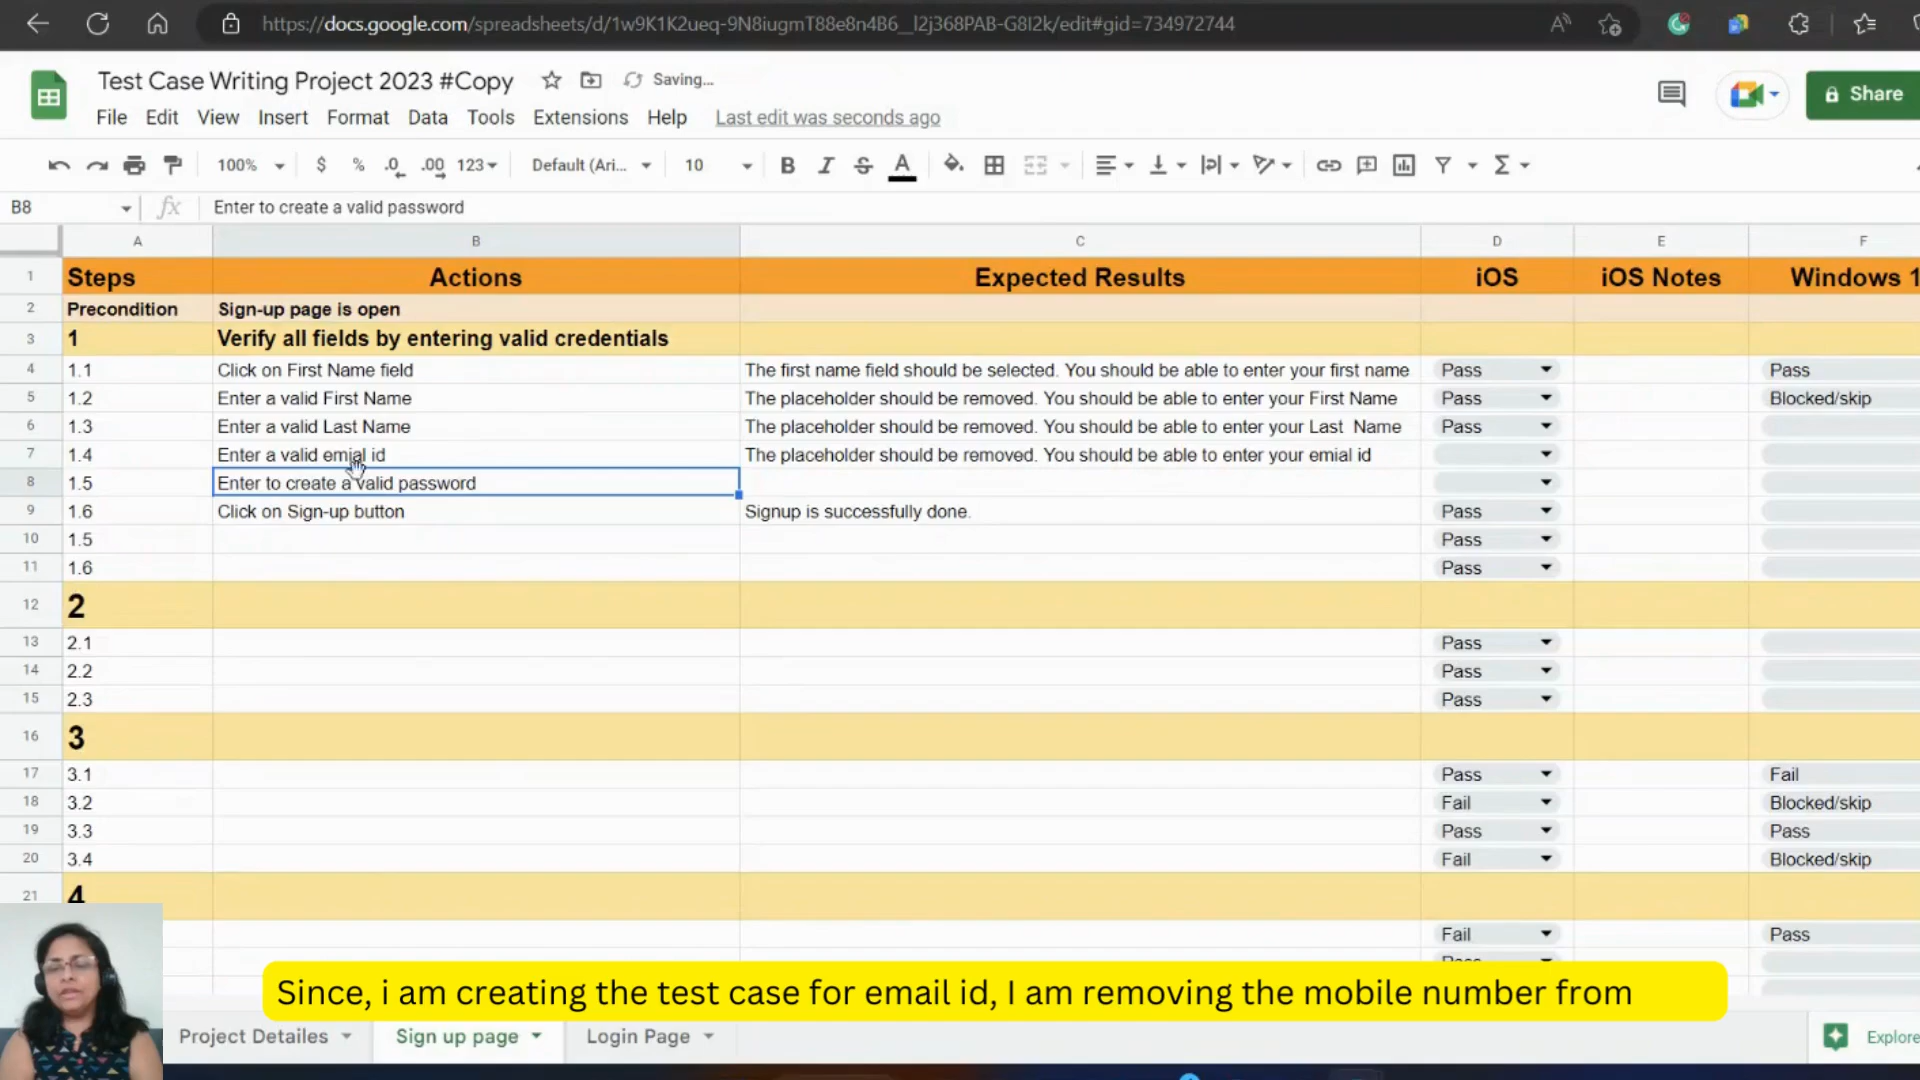 https://docs.google.com/spreadsheets/d/1w9K1K2ueq-9N8iugmT88e8n4B6__l2j368PAB-G8I2k/edit#gid=734972744
Test Case Writing Project 2023 #Copy Saving...
Share
File Edit View Insert Format Data Tools Extensions Help Last edit was seconds ago
100% $ % .0 .00 123 Default (Ari... 10 B I S A
B8 fx Enter to create a valid password
A B C D E F
1 Steps Actions Expected Results iOS iOS Notes Windows 1
2 Precondition Sign-up page is open
3 1 Verify all fields by entering valid credentials
4 1.1 Click on First Name field The first name field should be selected. You should be able to enter your first name Pass Pass
5 1.2 Enter a valid First Name The placeholder should be removed. You should be able to enter your First Name Pass Blocked/skip
6 1.3 Enter a valid Last Name The placeholder should be removed. You should be able to enter your Last  Name Pass
7 1.4 Enter a valid emial id The placeholder should be removed. You should be able to enter your emial id
8 1.5 Enter to create a valid password
9 1.6 Click on Sign-up button Signup is successfully done. Pass
10 1.5 Pass
11 1.6 Pass
12 2
13 2.1 Pass
14 2.2 Pass
15 2.3 Pass
16 3
17 3.1 Pass Fail
18 3.2 Fail Blocked/skip
19 3.3 Pass Pass
20 3.4 Fail Blocked/skip
21 4
Fail Pass
Since, i am creating the test case for email id, I am removing the mobile number from
Project Detailes Sign up page Login Page Explore